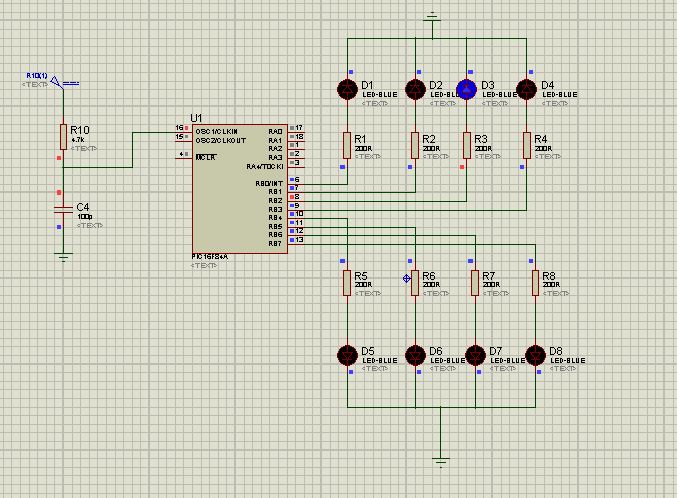 R10(1)
<TEXT>
R10
4.7k
<TEXT>
C4
100p
<TEXT>
U1
16 OSC1/CLKIN RA0 17
15 OSC2/CLKOUT RA1 18
RA2 1
4 MCLR RA3 2
RA4/T0CKI 3
RB0/INT 6
RB1 7
RB2 8
RB3 9
RB4 10
RB5 11
RB6 12
RB7 13
PIC16F84A
<TEXT>
D1 D2 D3 D4
LED-BLUE LED-BLUE LED-BLUE LED-BLUE
<TEXT> <TEXT> <TEXT> <TEXT>
R1 R2 R3 R4
200R 200R 200R 200R
<TEXT> <TEXT> <TEXT> <TEXT>
R5 R6 R7 R8
200R 200R 200R 200R
<TEXT> <TEXT> <TEXT> <TEXT>
D5 D6 D7 D8
LED-BLUE LED-BLUE LED-BLUE LED-BLUE
<TEXT> <TEXT> <TEXT> <TEXT>